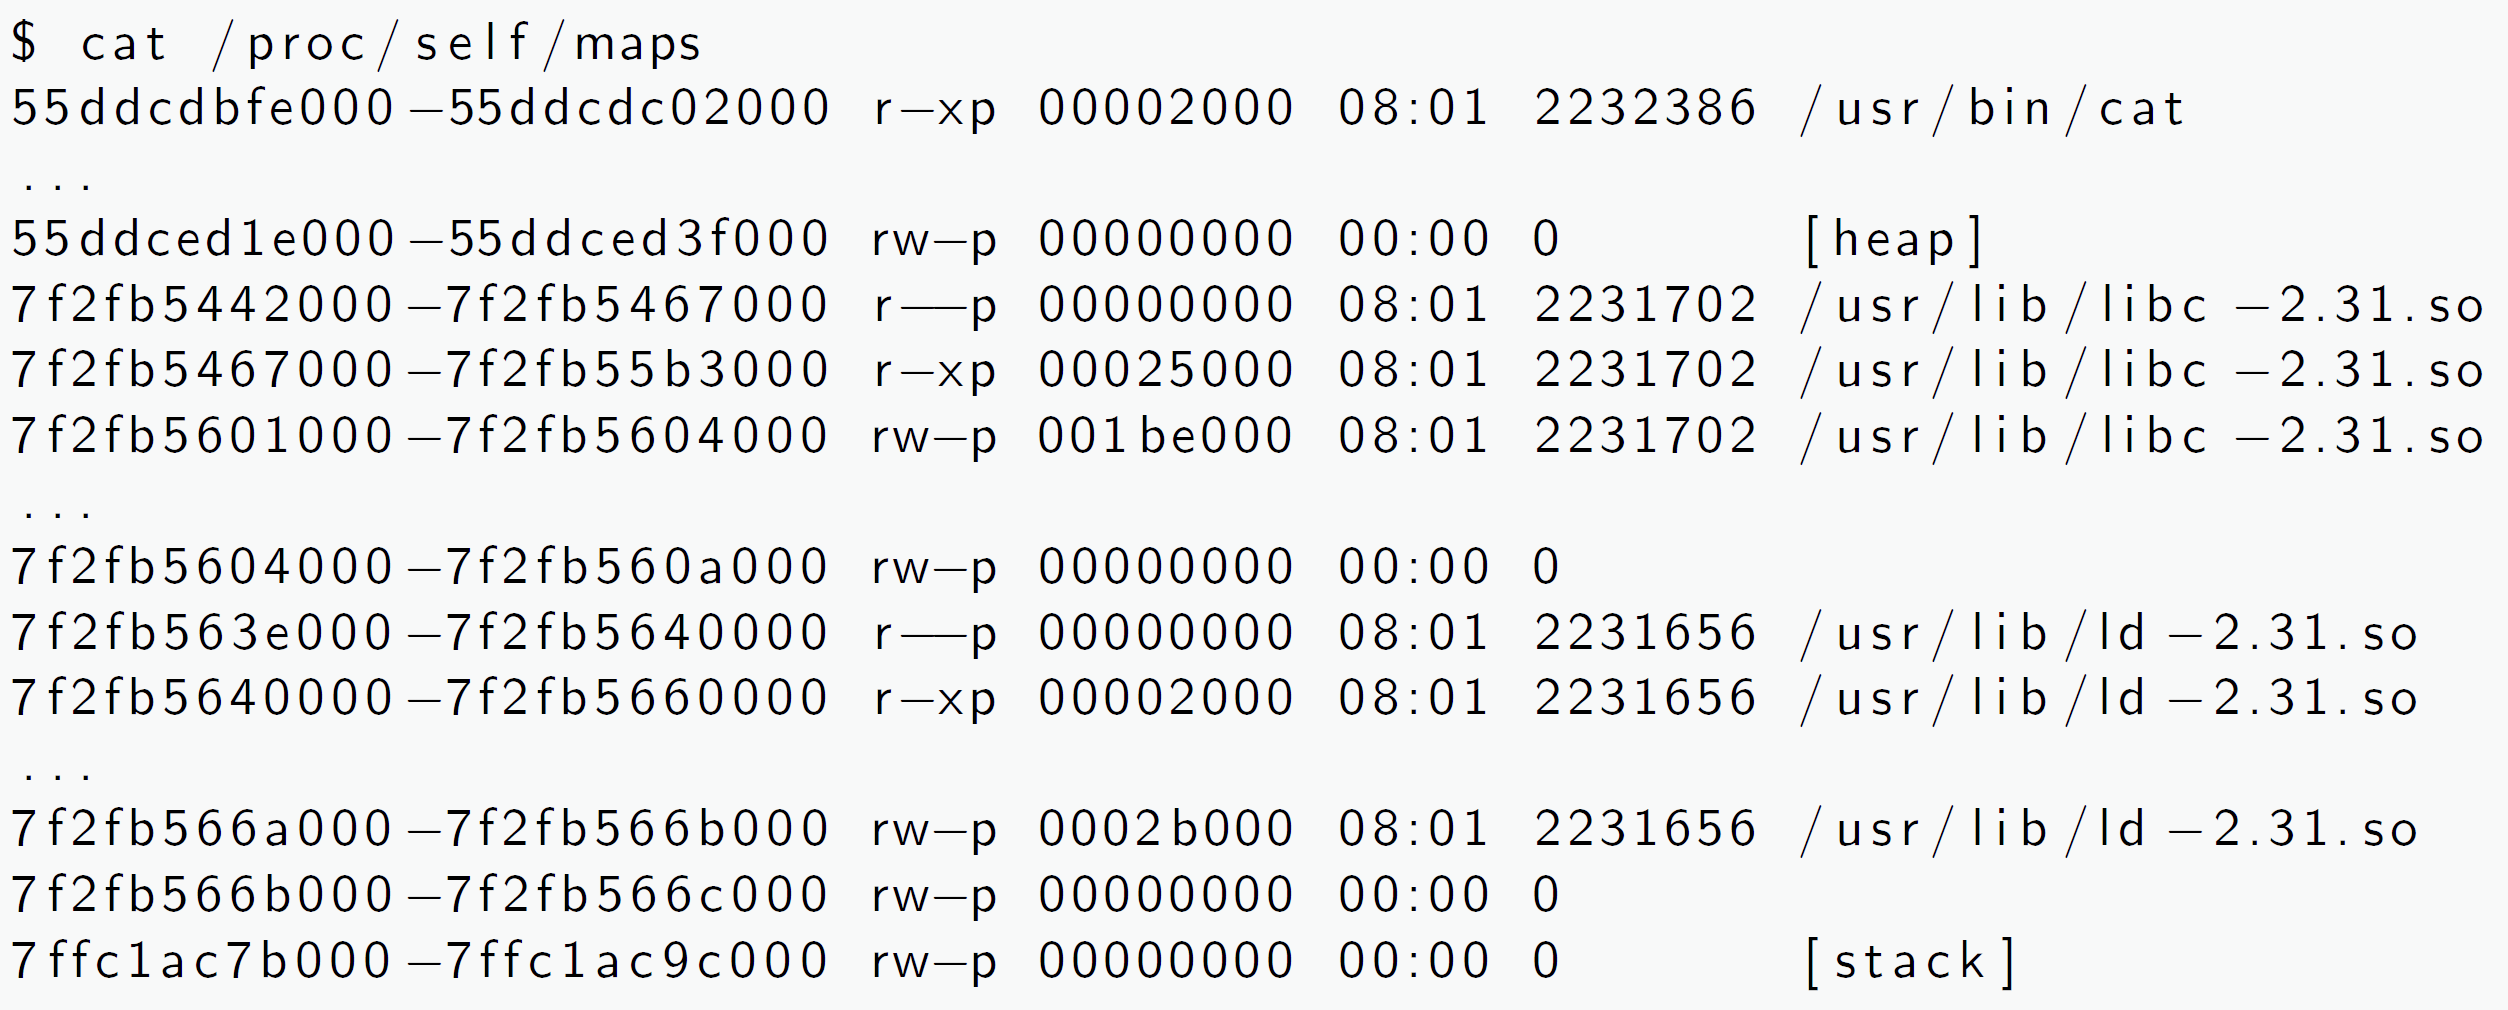 $ cat /proc/self/maps
55ddcdbfe000-55ddcdc02000 r-xp 00002000 08:01 2232386 /usr/bin/cat
...
55ddced1e000-55ddced3f000 rw-p 00000000 00:00 0 [heap]
7f2fb5442000-7f2fb5467000 r--p 00000000 08:01 2231702 /usr/lib/libc-2.31.so
7f2fb5467000-7f2fb55b3000 r-xp 00025000 08:01 2231702 /usr/lib/libc-2.31.so
7f2fb5601000-7f2fb5604000 rw-p 001be000 08:01 2231702 /usr/lib/libc-2.31.so
...
7f2fb5604000-7f2fb560a000 rw-p 00000000 00:00 0
7f2fb563e000-7f2fb5640000 r--p 00000000 08:01 2231656 /usr/lib/ld-2.31.so
7f2fb5640000-7f2fb5660000 r-xp 00002000 08:01 2231656 /usr/lib/ld-2.31.so
...
7f2fb566a000-7f2fb566b000 rw-p 0002b000 08:01 2231656 /usr/lib/ld-2.31.so
7f2fb566b000-7f2fb566c000 rw-p 00000000 00:00 0
7ffc1ac7b000-7ffc1ac9c000 rw-p 00000000 00:00 0 [stack]